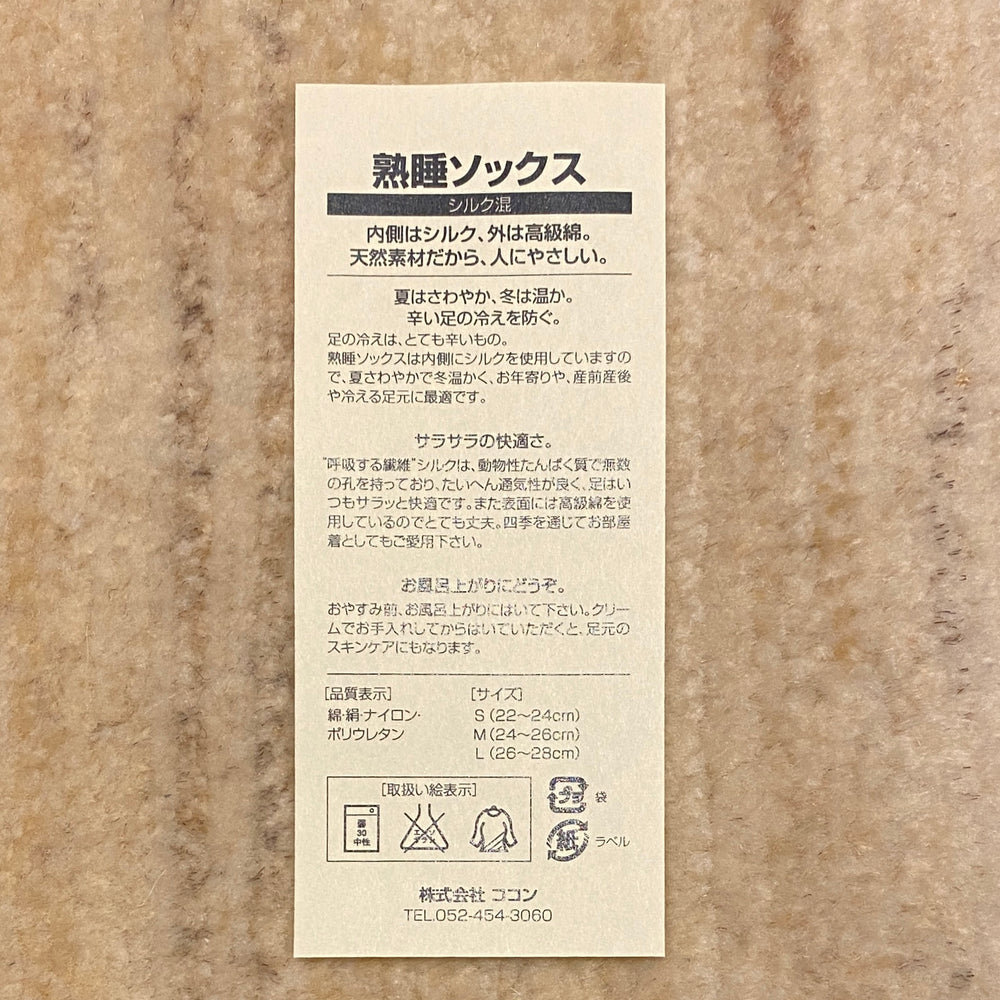 熟睡ソックス
シルク混
内側はシルク、外は高級綿。
天然素材だから、人にやさしい。
夏はさわやか、冬は温か。
辛い足の冷えを防ぐ。
足の冷えは、とても辛いもの。
熟睡ソックスは内側にシルクを使用していますの
で、夏さわやかで冬温かく、お年寄りや、産前産後
や冷える足元に最適です。
サラサラの快適さ。
"呼吸する繊維"シルクは、動物性たんぱく質で無数
の孔を持っており、たいへん通気性が良く、足はい
つもサラッと快適です。また表面には高級綿を使
用しているのでとても丈夫。四季を通じてお部屋
着としてもご愛用下さい。
お風呂上がりにどうぞ。
おやすみ前、お風呂上がりにはいて下さい。クリー
ムでお手入れしてからはいていただくと、足元の
スキンケアにもなります。
[品質表示]
綿・絹・ナイロン・
ポリウレタン
[サイズ]
S(22〜24cm)
M(24〜26cm)
L(26〜28cm)
[取扱い絵表示]
弱
30
中性
エンソ
サラシ
プラ
袋
紙
ラベル
株式会社 ココン
TEL.052-454-3060